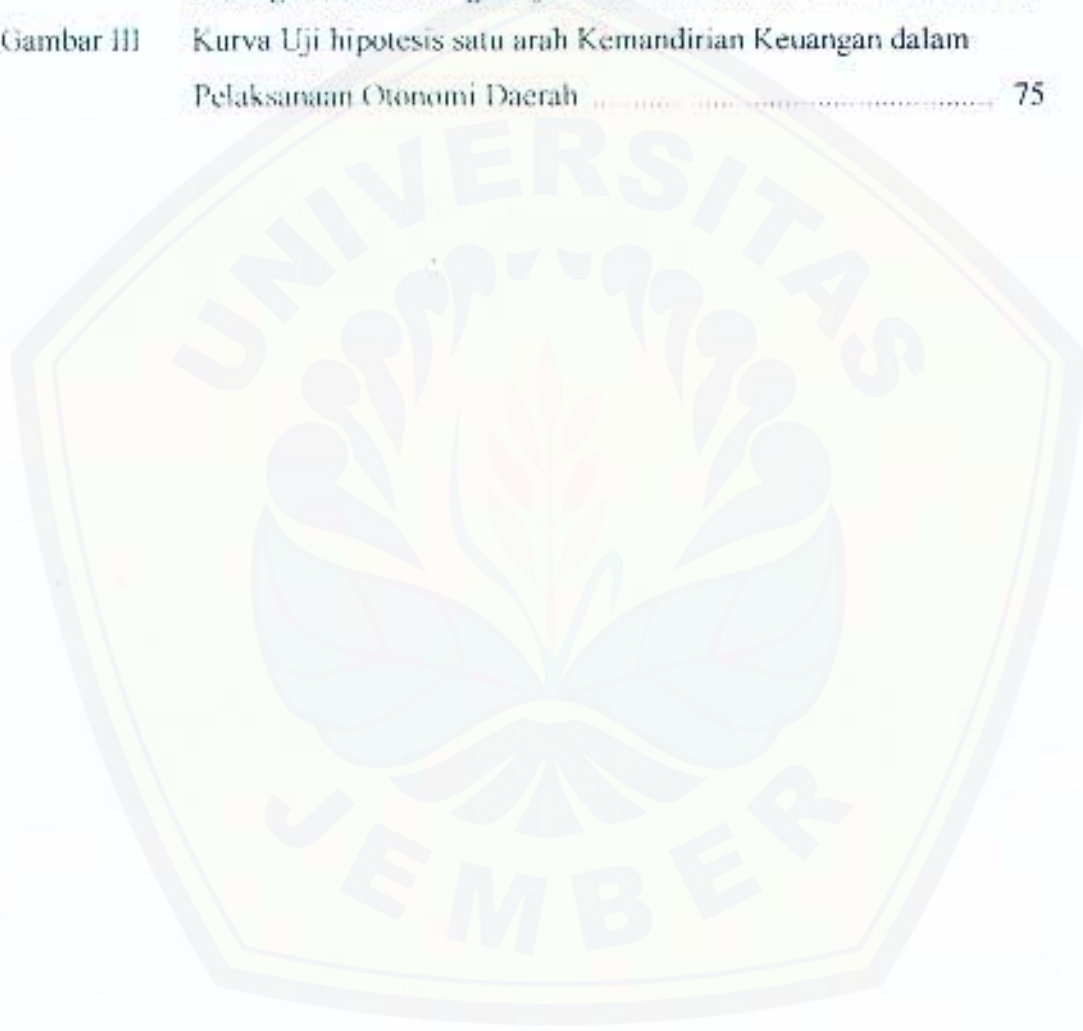 Gambar III Kurva Uji hipotesis satu arah Kemandirian Keuangan dalam
Pelaksanaan Otonomi Daerah ........................................ 75
UNIVERSITAS
JEMBER